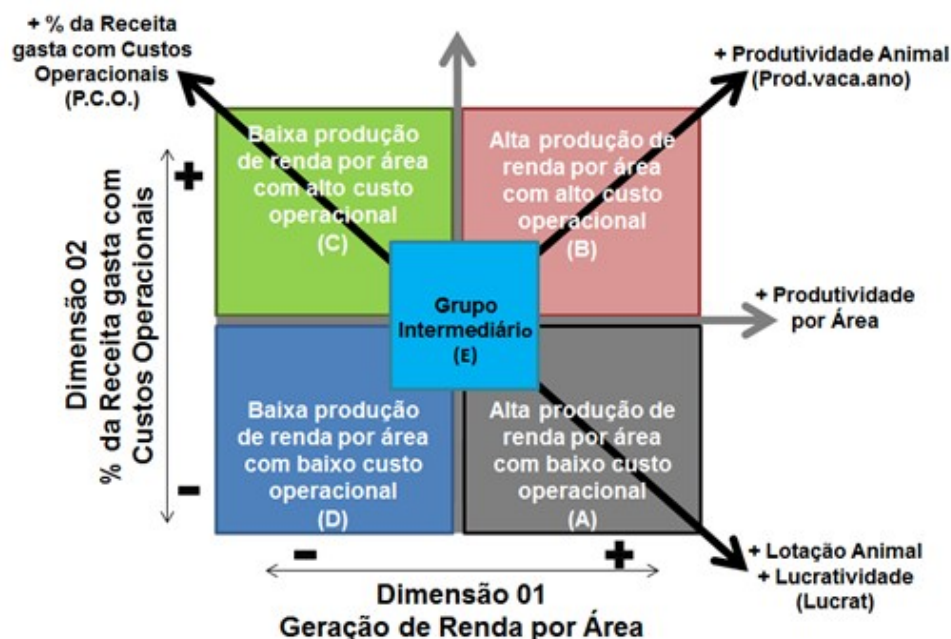 + % da Receita
gasta com Custos
Operacionais
(P.C.O.)
+ Produtividade Animal
(Prod.vaca.ano)
Baixa produção
de renda por área
com alto custo
operacional
(C)
Alta produção de
renda por área
com alto custo
operacional
(B)
+
Dimensão 02
% da Receita gasta com
Custos Operacionais
-
Grupo
Intermediário
(E)
+ Produtividade
por Área
Baixa produção
de renda por área
com baixo custo
operacional
(D)
Alta produção de
renda por área
com baixo custo
operacional
(A)
+ Lotação Animal
+ Lucratividade
(Lucrat)
- +
Dimensão 01
Geração de Renda por Área